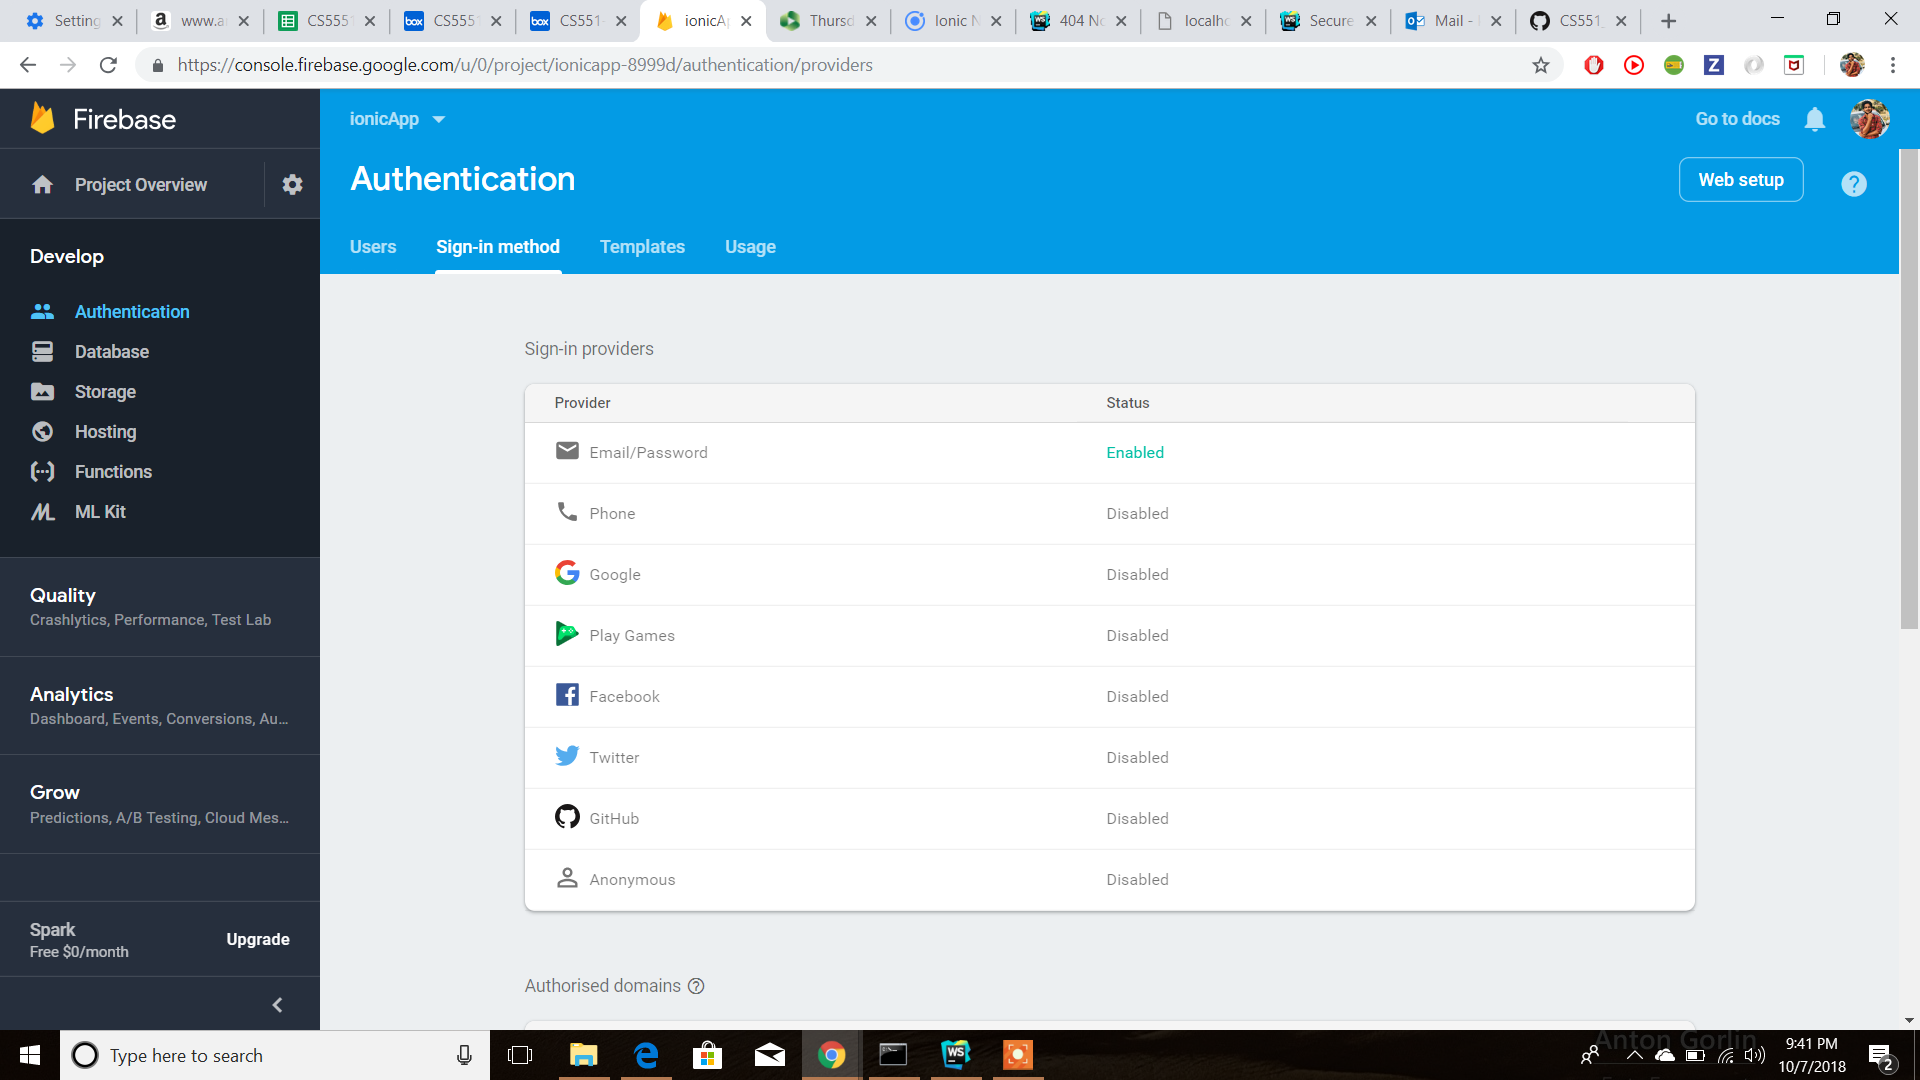 Setting
www.a
CS555
CS555
CS551
ionicAp
Thursd
Ionic N
404 No
localho
Secure
Mail -
CS551_
https://console.firebase.google.com/u/0/project/ionicapp-8999d/authentication/providers
Firebase
ionicApp
Go to docs
Project Overview
Authentication
Web setup
Users
Sign-in method
Templates
Usage
Develop
Authentication
Database
Storage
Hosting
Functions
ML Kit
Quality
Crashlytics, Performance, Test Lab
Analytics
Dashboard, Events, Conversions, Au...
Grow
Predictions, A/B Testing, Cloud Mes...
Spark
Free $0/month
Upgrade
Sign-in providers
Provider
Status
Email/Password
Enabled
Phone
Disabled
Google
Disabled
Play Games
Disabled
Facebook
Disabled
Twitter
Disabled
GitHub
Disabled
Anonymous
Disabled
Authorised domains
Type here to search
Anton Gorlin
9:41 PM
10/7/2018
2